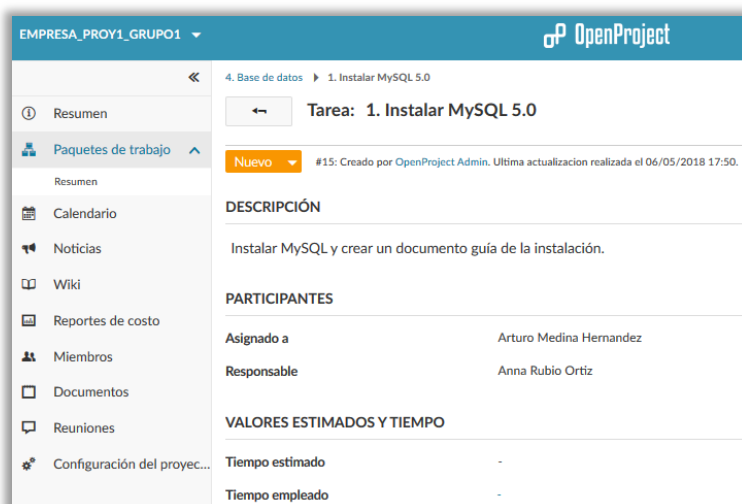 EMPRESA_PROY1_GRUPO1
OpenProject
4. Base de datos
1. Instalar MySQL 5.0
Resumen
Tarea: 1. Instalar MySQL 5.0
Paquetes de trabajo
Nuevo
#15: Creado por OpenProject Admin. Ultima actualizacion realizada el 06/05/2018 17:50.
Resumen
DESCRIPCIÓN
Calendario
Noticias
Instalar MySQL y crear un documento guía de la instalación.
Wiki
PARTICIPANTES
Reportes de costo
Asignado a Arturo Medina Hernandez
Miembros
Responsable Anna Rubio Ortiz
Documentos
Reuniones
VALORES ESTIMADOS Y TIEMPO
Configuración del proyec...
Tiempo estimado -
Tiempo empleado -